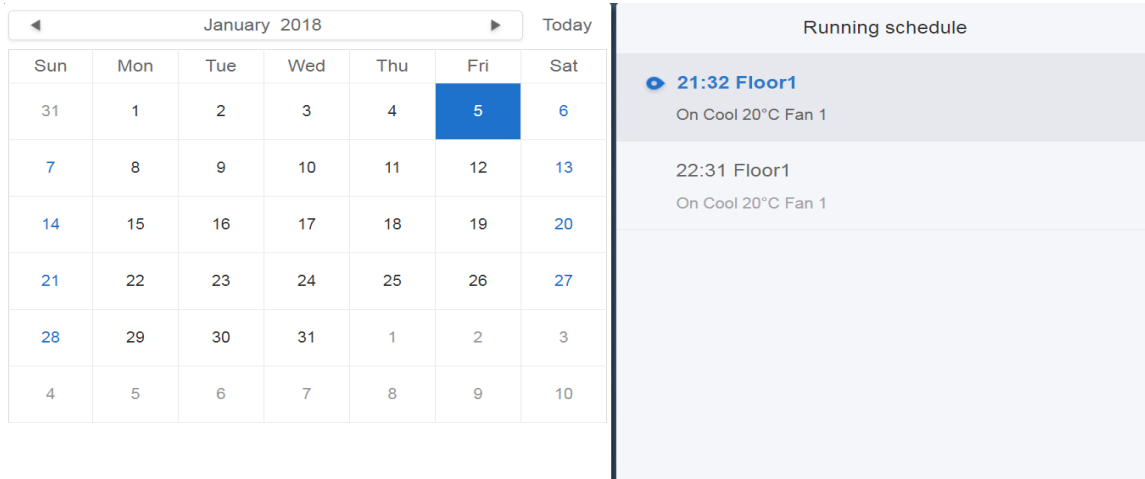 January 2018 Today
Sun Mon Tue Wed Thu Fri Sat
31 1 2 3 4 5 6
7 8 9 10 11 12 13
14 15 16 17 18 19 20
21 22 23 24 25 26 27
28 29 30 31 1 2 3
4 5 6 7 8 9 10
Running schedule
21:32 Floor1
On Cool 20°C Fan 1
22:31 Floor1
On Cool 20°C Fan 1